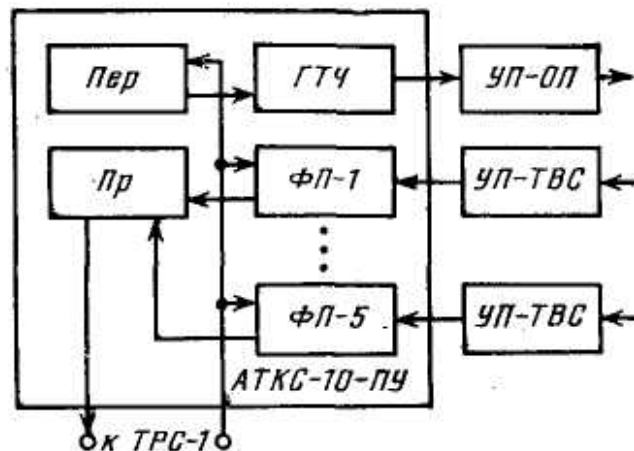 Пер
ГТЧ
УП-ОП
Пр
ФП-1
УП-ТВС
ФП-5
УП-ТВС
АТКС-10-ПУ
к ТРС-1